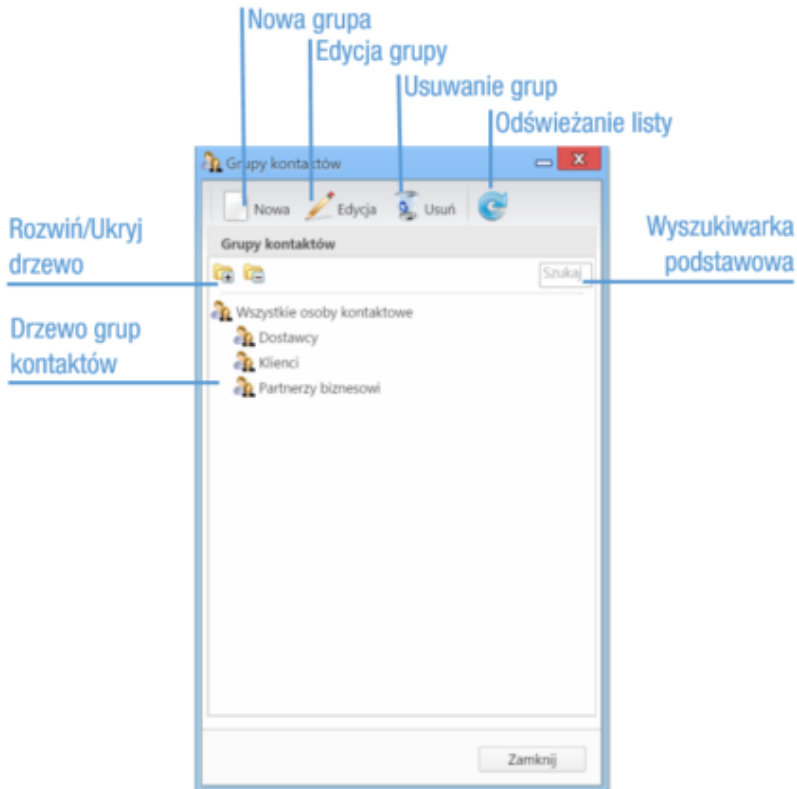 Nowa grupa
Edycja grupy
Usuwanie grup
Odświeżanie listy
Grupy kontaktów
Nowa Edycja Usuń
Rozwiń/Ukryj
drzewo
Wyszukiwarka
podstawowa
Grupy kontaktów
Szukaj
Wszystkie osoby kontaktowe
Drzewo grup
kontaktów
Dostawcy
Klienci
Partnerzy biznesowi
Zamknij